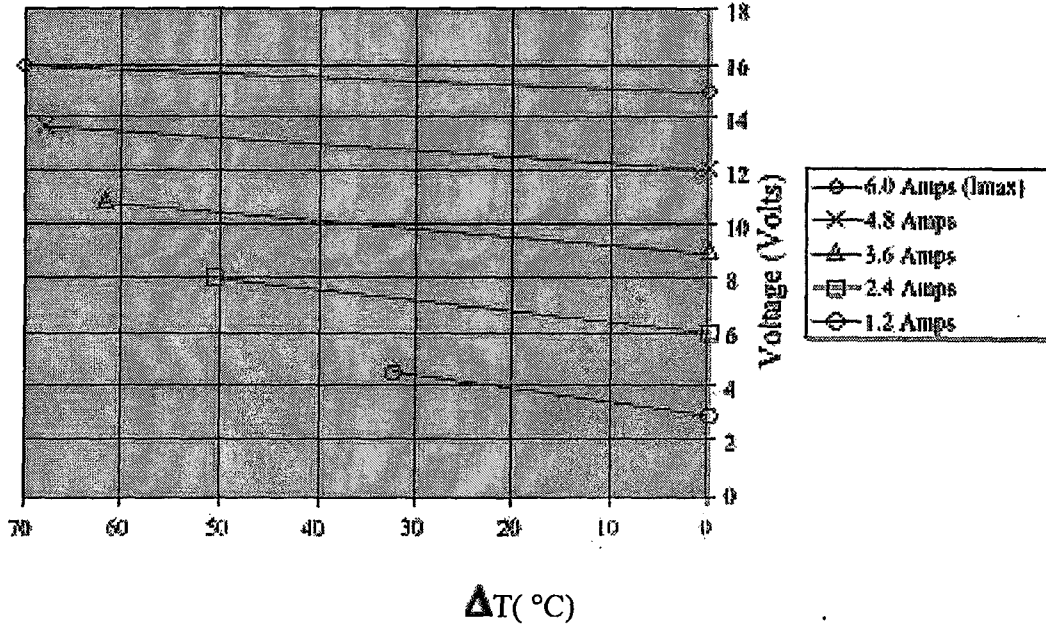 18
16
14
12
10
8
6
4
2
0
Voltage (Volts)
70 60 50 40 30 20 10 0
ΔT( °C)
6.0 Amps (Imax)
4.8 Amps
3.6 Amps
2.4 Amps
1.2 Amps